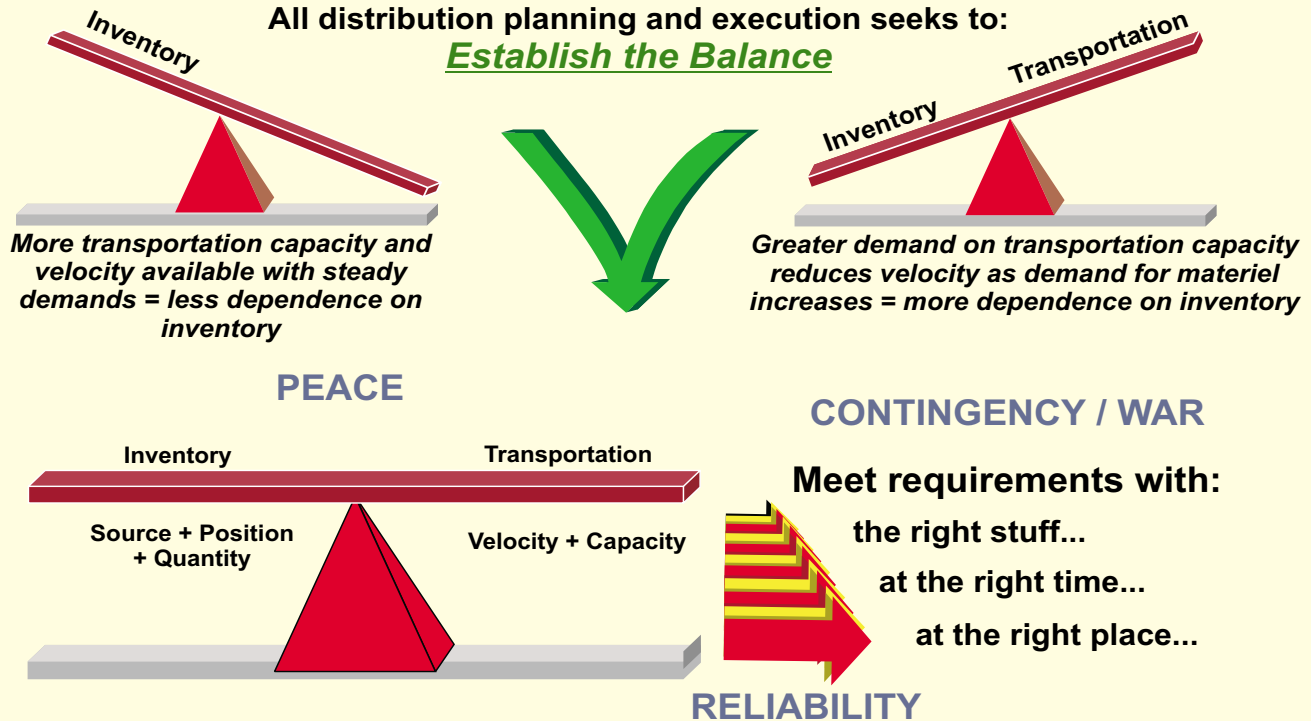 All distribution planning and execution seeks to:
Establish the Balance
Inventory
More transportation capacity and
velocity available with steady
demands = less dependence on
inventory
PEACE
Transportation
Inventory
Greater demand on transportation capacity
reduces velocity as demand for materiel
increases = more dependence on inventory
CONTINGENCY / WAR
Inventory
Transportation
Source + Position
+ Quantity
Velocity + Capacity
Meet requirements with:
the right stuff...
at the right time...
at the right place...
RELIABILITY